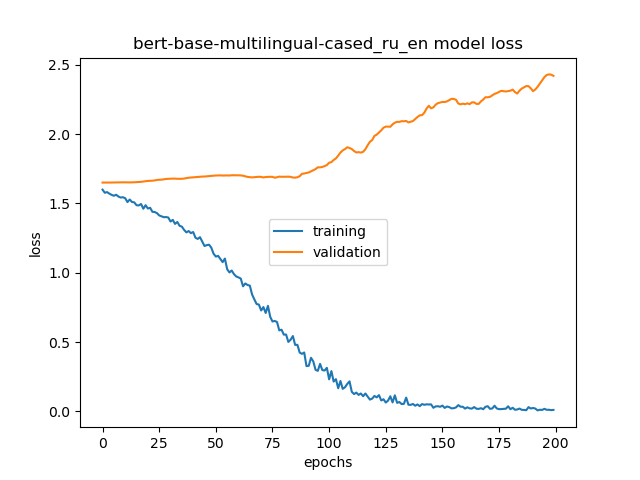 bert-base-multilingual-cased_ru_en model loss
2.5
2.0
1.5
1.0
0.5
0.0
loss
training
validation
0 25 50 75 100 125 150 175 200
epochs